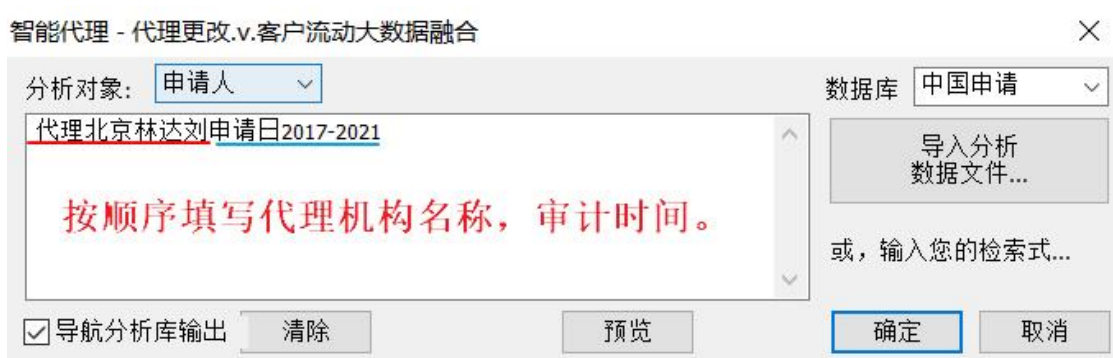 智能代理 - 代理更改.v.客户流动大数据融合
分析对象: 申请人 数据库 中国申请
代理北京林达刘申请日2017-2021
导入分析
数据文件...
按顺序填写代理机构名称，审计时间。
或，输入您的检索式...
导航分析库输出 清除 预览 确定 取消